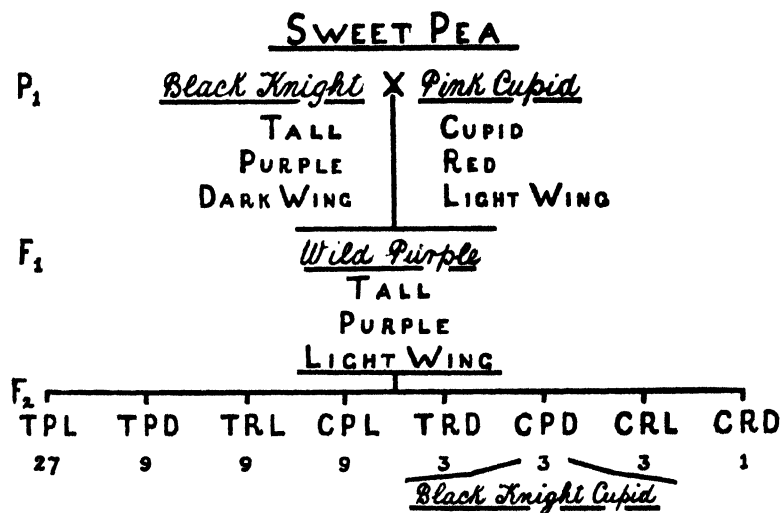 SWEET PEA
P₁ Black Knight X Pink Cupid
TALL CUPID
PURPLE RED
DARK WING LIGHT WING
F₁ Wild Purple
TALL
PURPLE
LIGHT WING
F₂
TPL TPD TRL CPL TRD CPD CRL CRD
27 9 9 9 3 3 3 1
Black Knight Cupid